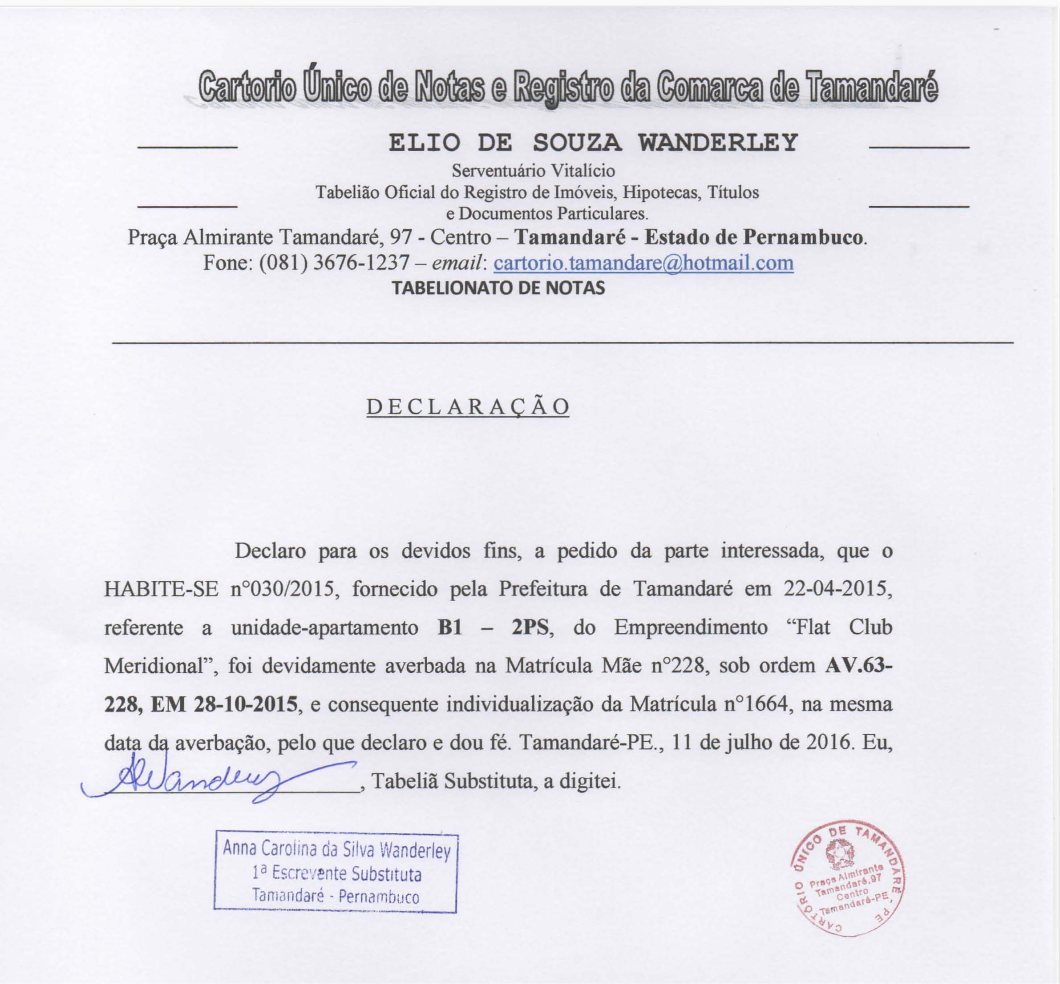 Cartorio Único de Notas e Registro da Comarca de Tamandaré
ELIO DE SOUZA WANDERLEY
Serventuário Vitalício
Tabelião Oficial do Registro de Imóveis, Hipotecas, Títulos
e Documentos Particulares.
Praça Almirante Tamandaré, 97 - Centro – Tamandaré - Estado de Pernambuco.
Fone: (081) 3676-1237 – email: cartorio.tamandare@hotmail.com
TABELIONATO DE NOTAS
DECLARAÇÃO
Declaro para os devidos fins, a pedido da parte interessada, que o
HABITE-SE nº030/2015, fornecido pela Prefeitura de Tamandaré em 22-04-2015,
referente a unidade-apartamento B1 – 2PS, do Empreendimento “Flat Club
Meridional”, foi devidamente averbada na Matrícula Mãe nº228, sob ordem AV.63-
228, EM 28-10-2015, e consequente individualização da Matrícula nº1664, na mesma
data da averbação, pelo que declaro e dou fé. Tamandaré-PE., 11 de julho de 2016. Eu,
AWanderley, Tabeliã Substituta, a digitei.
Anna Carolina da Silva Wanderley
1ª Escrevente Substituta
Tamandaré - Pernambuco
CARTÓRIO ÚNICO DE TAMANDARÉ - PE
Praça Almirante
Tamandaré, 97
Centro
Tamandaré-PE